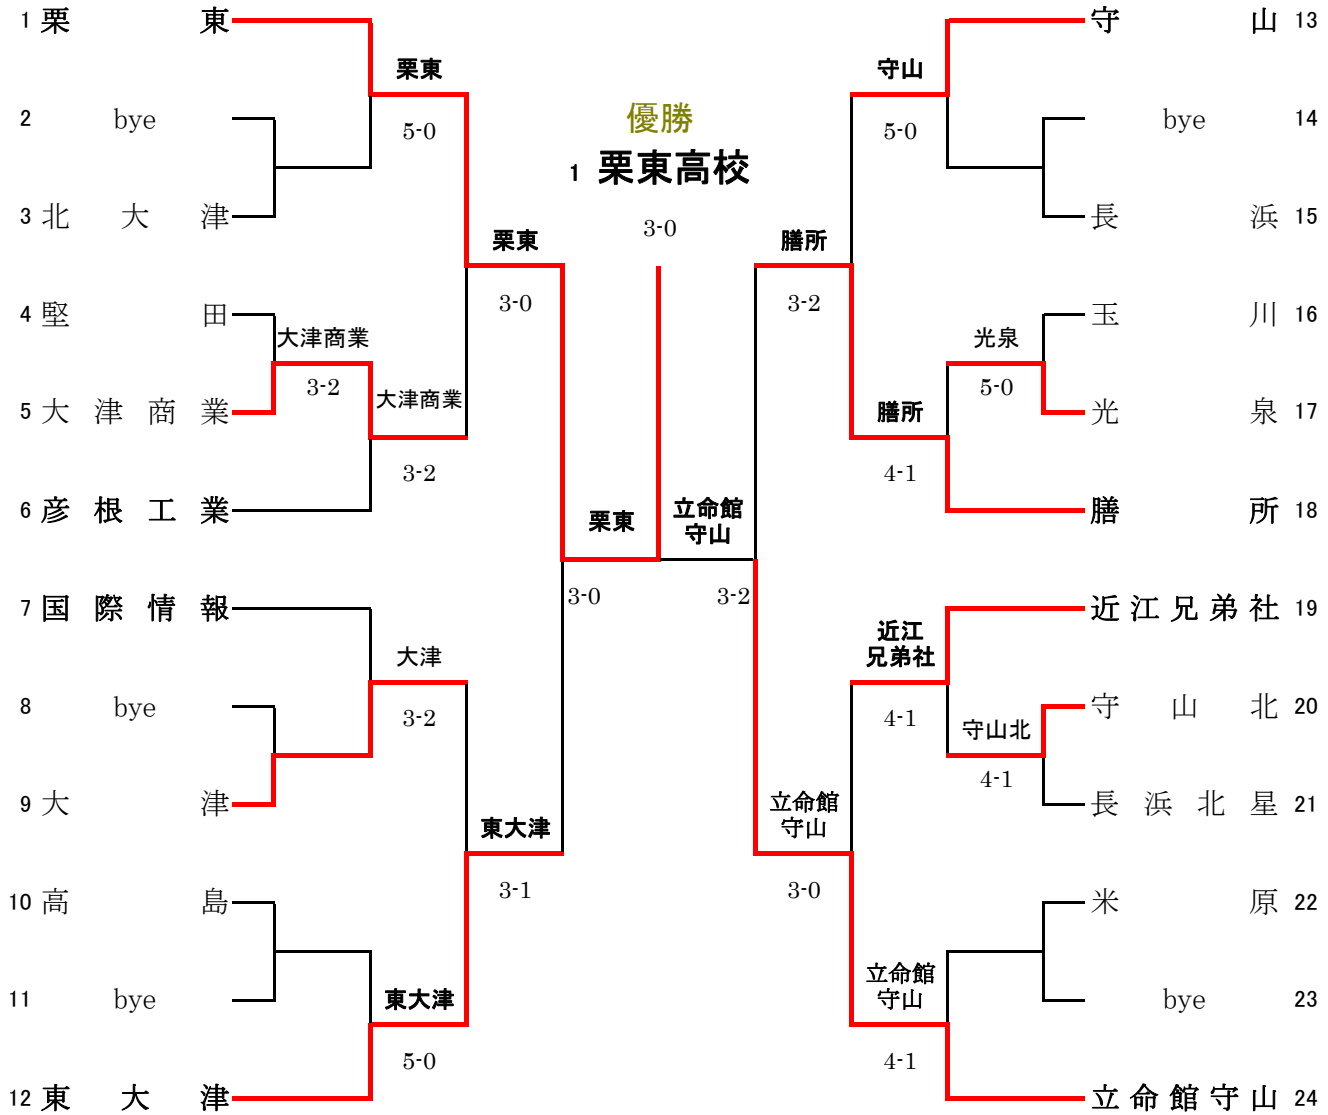 1 栗 東
2 bye
3 北 大 津
4 堅 田
5 大 津 商 業
6 彦 根 工 業
7 国 際 情 報
8 bye
9 大 津
10 高 島
11 bye
12 東 大 津
栗東
5-0
大津商業
3-2
大津商業
3-2
大津
3-2
東大津
5-0
栗東
3-0
東大津
3-1
栗東
3-0
優勝
1 栗東高校
3-0
立命館
守山
3-2
膳所
3-2
立命館
守山
3-0
守山
5-0
膳所
4-1
近江
兄弟社
4-1
立命館
守山
4-1
光泉
5-0
守山北
4-1
守 山 13
bye 14
長 浜 15
玉 川 16
光 泉 17
膳 所 18
近 江 兄 弟 社 19
守 山 北 20
長 浜 北 星 21
米 原 22
bye 23
立 命 館 守 山 24